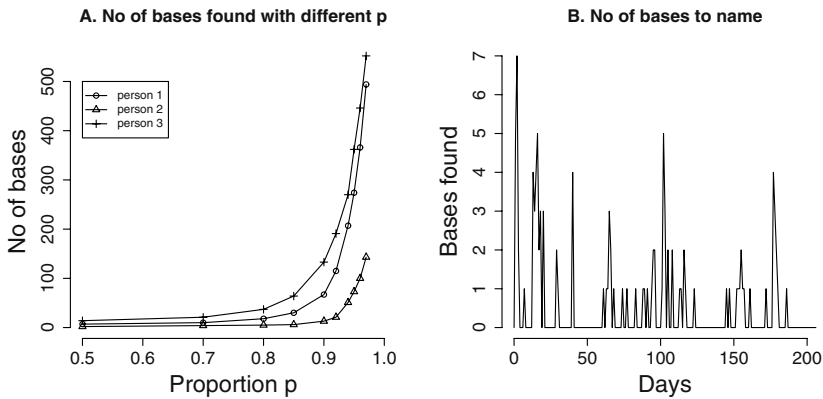 A. No of bases found with different p
No of bases
0 100 200 300 400 500
person 1
person 2
person 3
0.5 0.6 0.7 0.8 0.9 1.0
Proportion p
B. No of bases to name
Bases found
0 1 2 3 4 5 6 7
0 50 100 150 200
Days